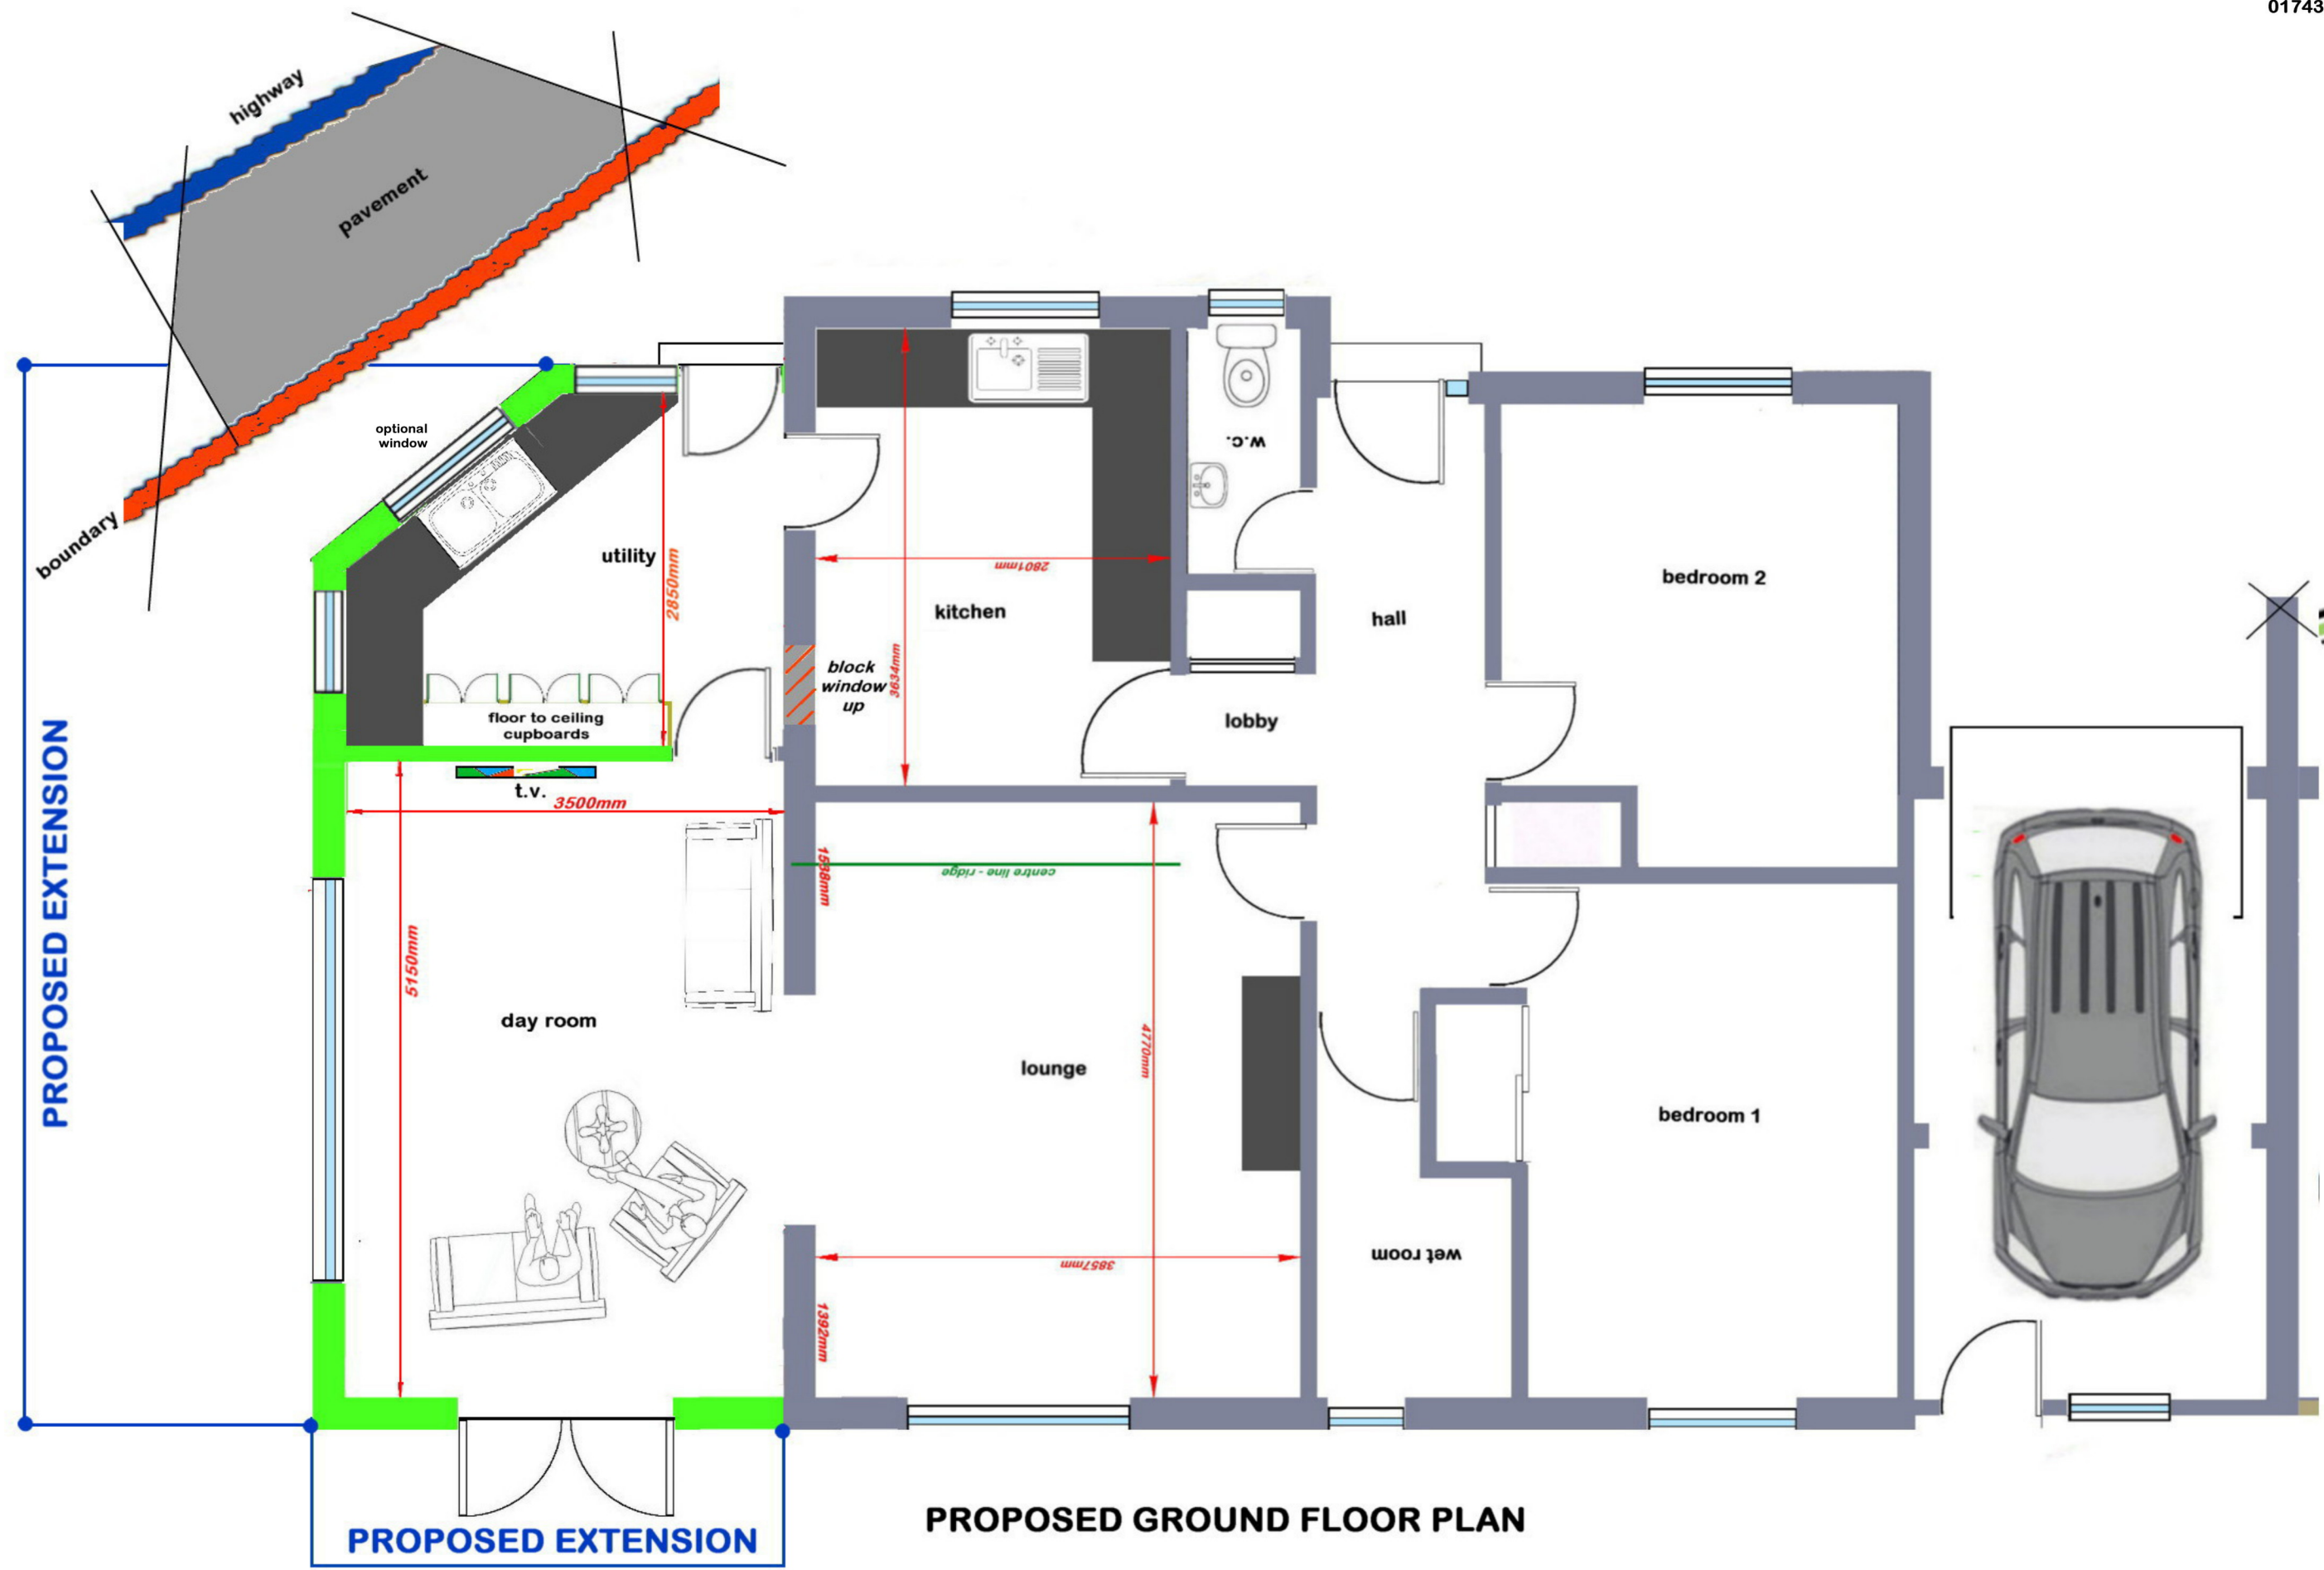 01743
highway
pavement
boundary
optional
window
utility
2850mm
floor to ceiling
cupboards
t.v.
3500mm
5150mm
day room
PROPOSED EXTENSION
PROPOSED EXTENSION
kitchen
2801mm
3634mm
block
window
up
w.c.
lobby
hall
bedroom 2
centre line - ridge
1588mm
lounge
4770mm
3857mm
1392mm
wet room
bedroom 1
PROPOSED GROUND FLOOR PLAN